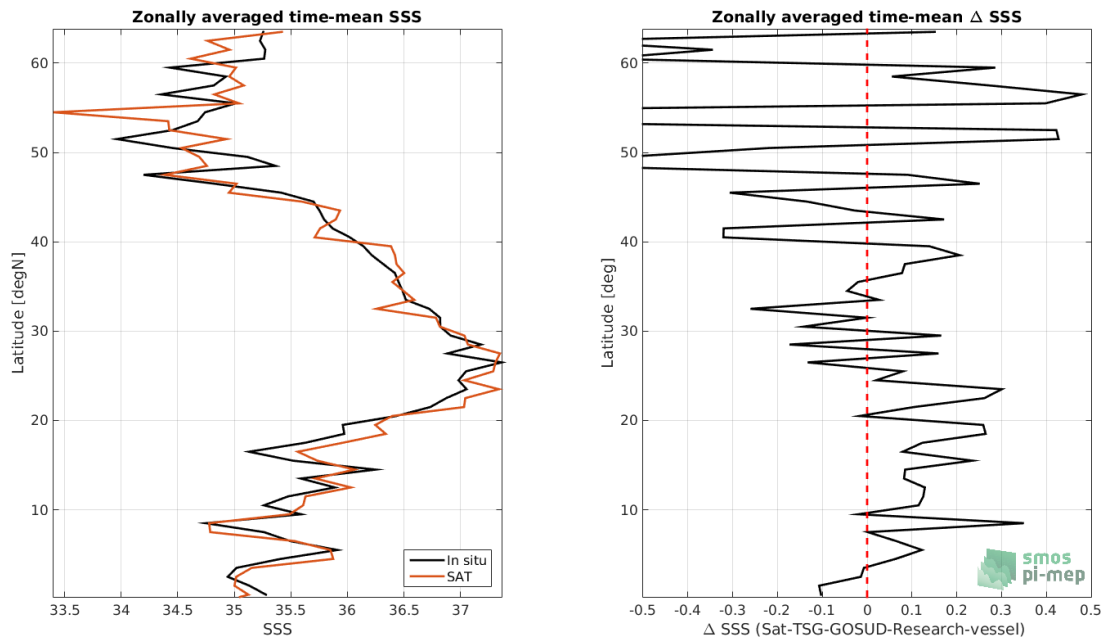 Zonally averaged time-mean SSS
60
50
40
30
20
10
Latitude [degN]
In situ
SAT
33.5 34 34.5 35 35.5 36 36.5 37
SSS
Zonally averaged time-mean Δ SSS
60
50
40
30
20
10
Latitude [deg]
smos
pi-mep
-0.5 -0.4 -0.3 -0.2 -0.1 0 0.1 0.2 0.3 0.4 0.5
Δ SSS (Sat-TSG-GOSUD-Research-vessel)